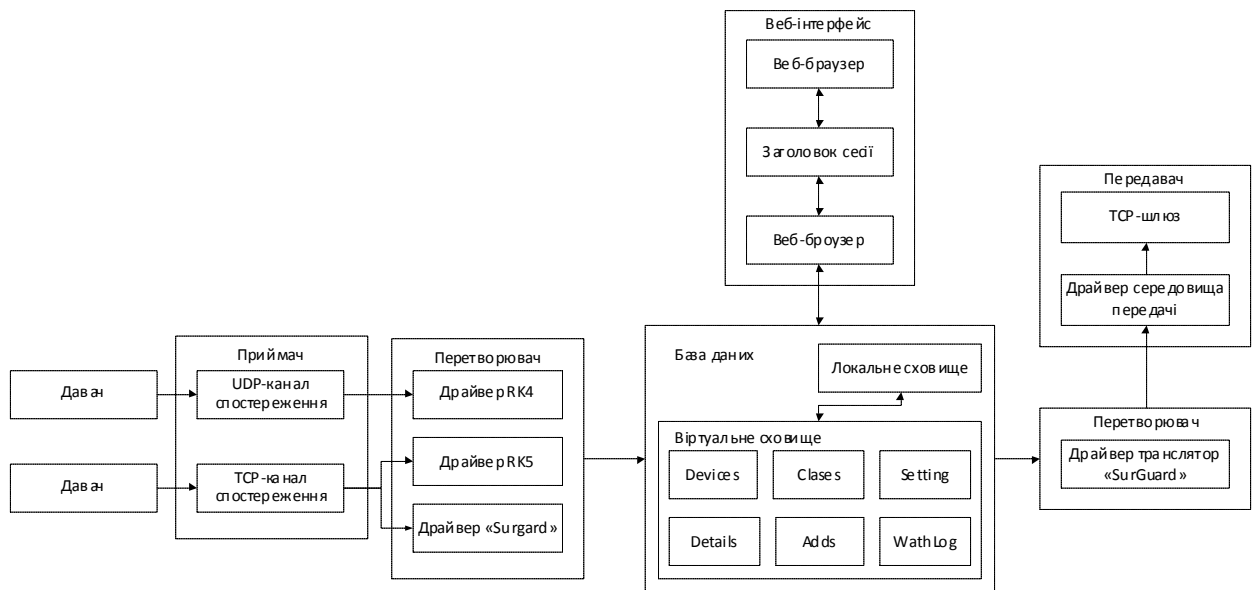 Веб-інтерфейс
Веб-браузер
Заголовок сесії
Веб-броузер
Передавач
TCP-шлюз
Драйвер середовища
передачі
Приймач
Давач
UDP-канал
спостереження
Давач
TCP-канал
спостереження
Перетворювач
Драйвер RK4
Драйвер RK5
Драйвер «Surgard»
База даних
Локальне сховище
Віртуальне сховище
Devices
Clases
Setting
Details
Adds
WathLog
Перетворювач
Драйвер транслятор
«SurGuard»